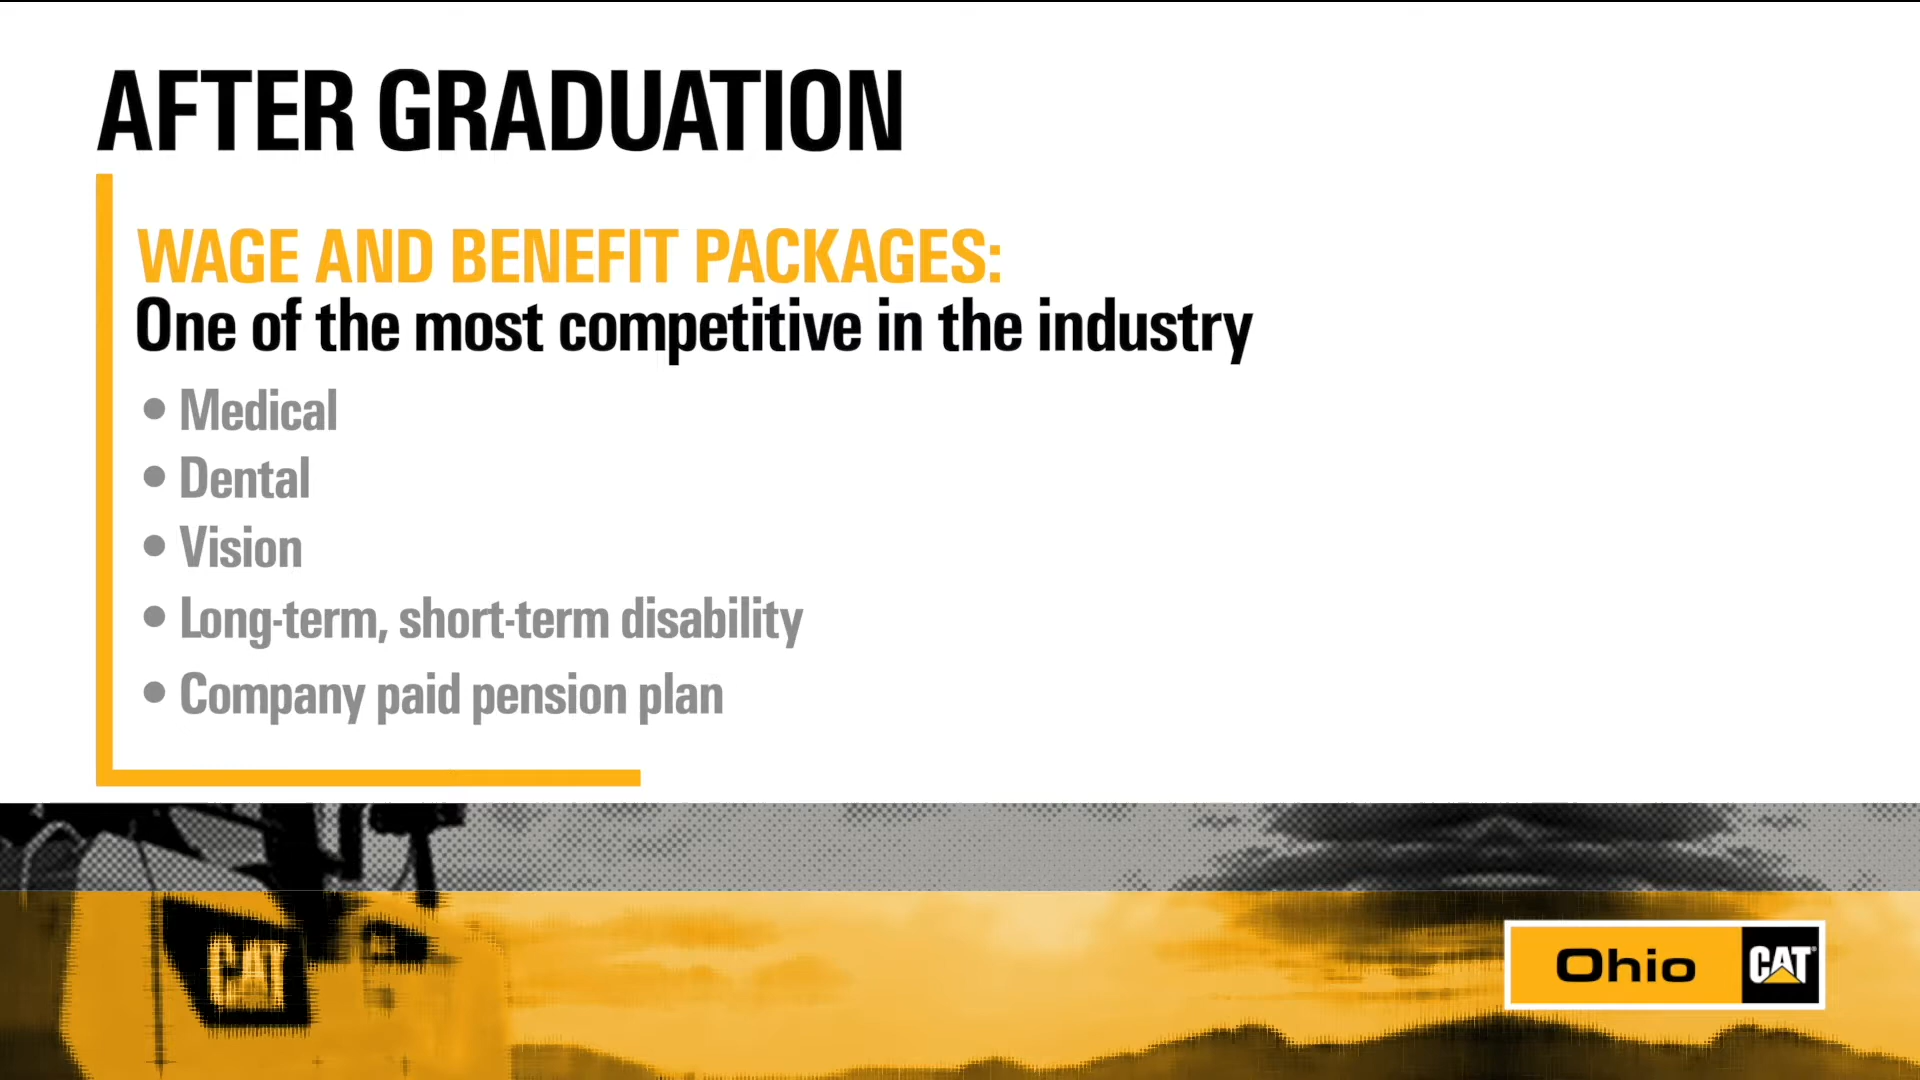 AFTER GRADUATION
WAGE AND BENEFIT PACKAGES:
One of the most competitive in the industry
• Medical
• Dental
• Vision
• Long-term, short-term disability
• Company paid pension plan
CAT
Ohio CAT